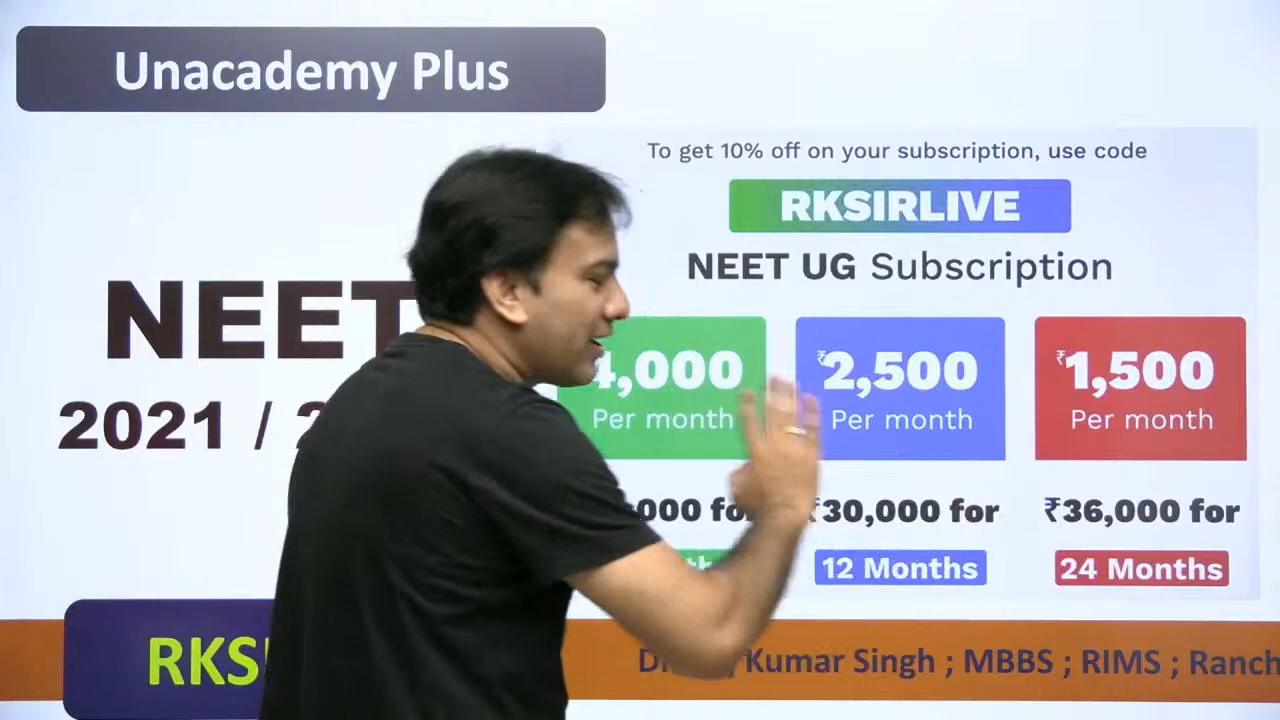 Unacademy Plus
To get 10% off on your subscription, use code
RKSIRLIVE
NEET UG Subscription
NEET
2021 / 2
4,000
Per month
₹2,500
Per month
₹1,500
Per month
000 for
₹30,000 for
₹36,000 for
12 Months
24 Months
RKS
Kumar Singh ; MBBS ; RIMS ; Ranch